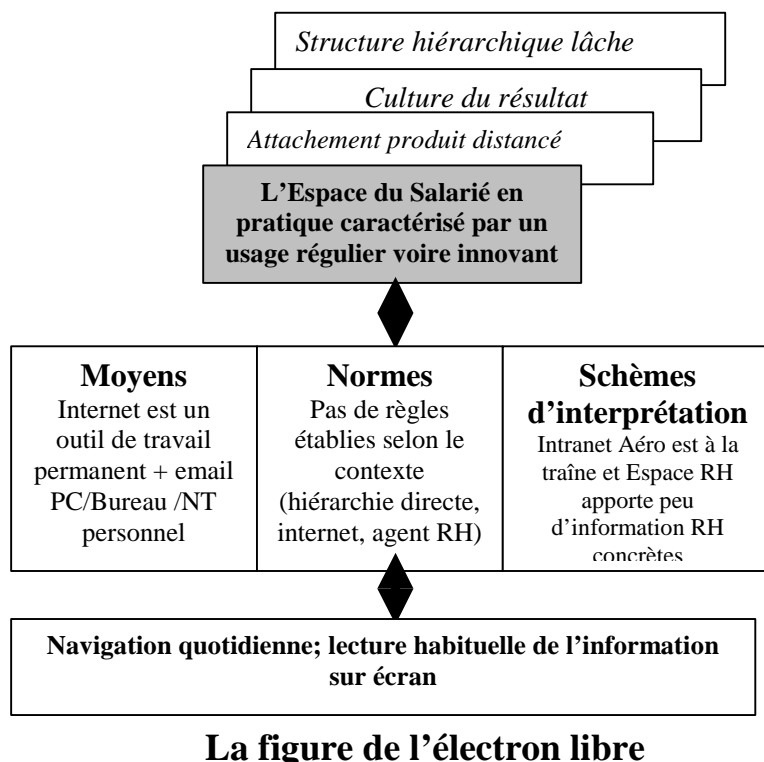 Structure hiérarchique lâche
Culture du résultat
Attachement produit distancé
L'Espace du Salarié en
pratique caractérisé par un
usage régulier voire innovant
Moyens
Internet est un
outil de travail
permanent + email
PC/Bureau /NT
personnel
Normes
Pas de règles
établies selon le
contexte
(hiérarchie directe,
internet, agent RH)
Schèmes
d'interprétation
Intranet Aéro est à la
traîne et Espace RH
apporte peu
d'information RH
concrètes
Navigation quotidienne; lecture habituelle de l'information
sur écran
La figure de l'électron libre